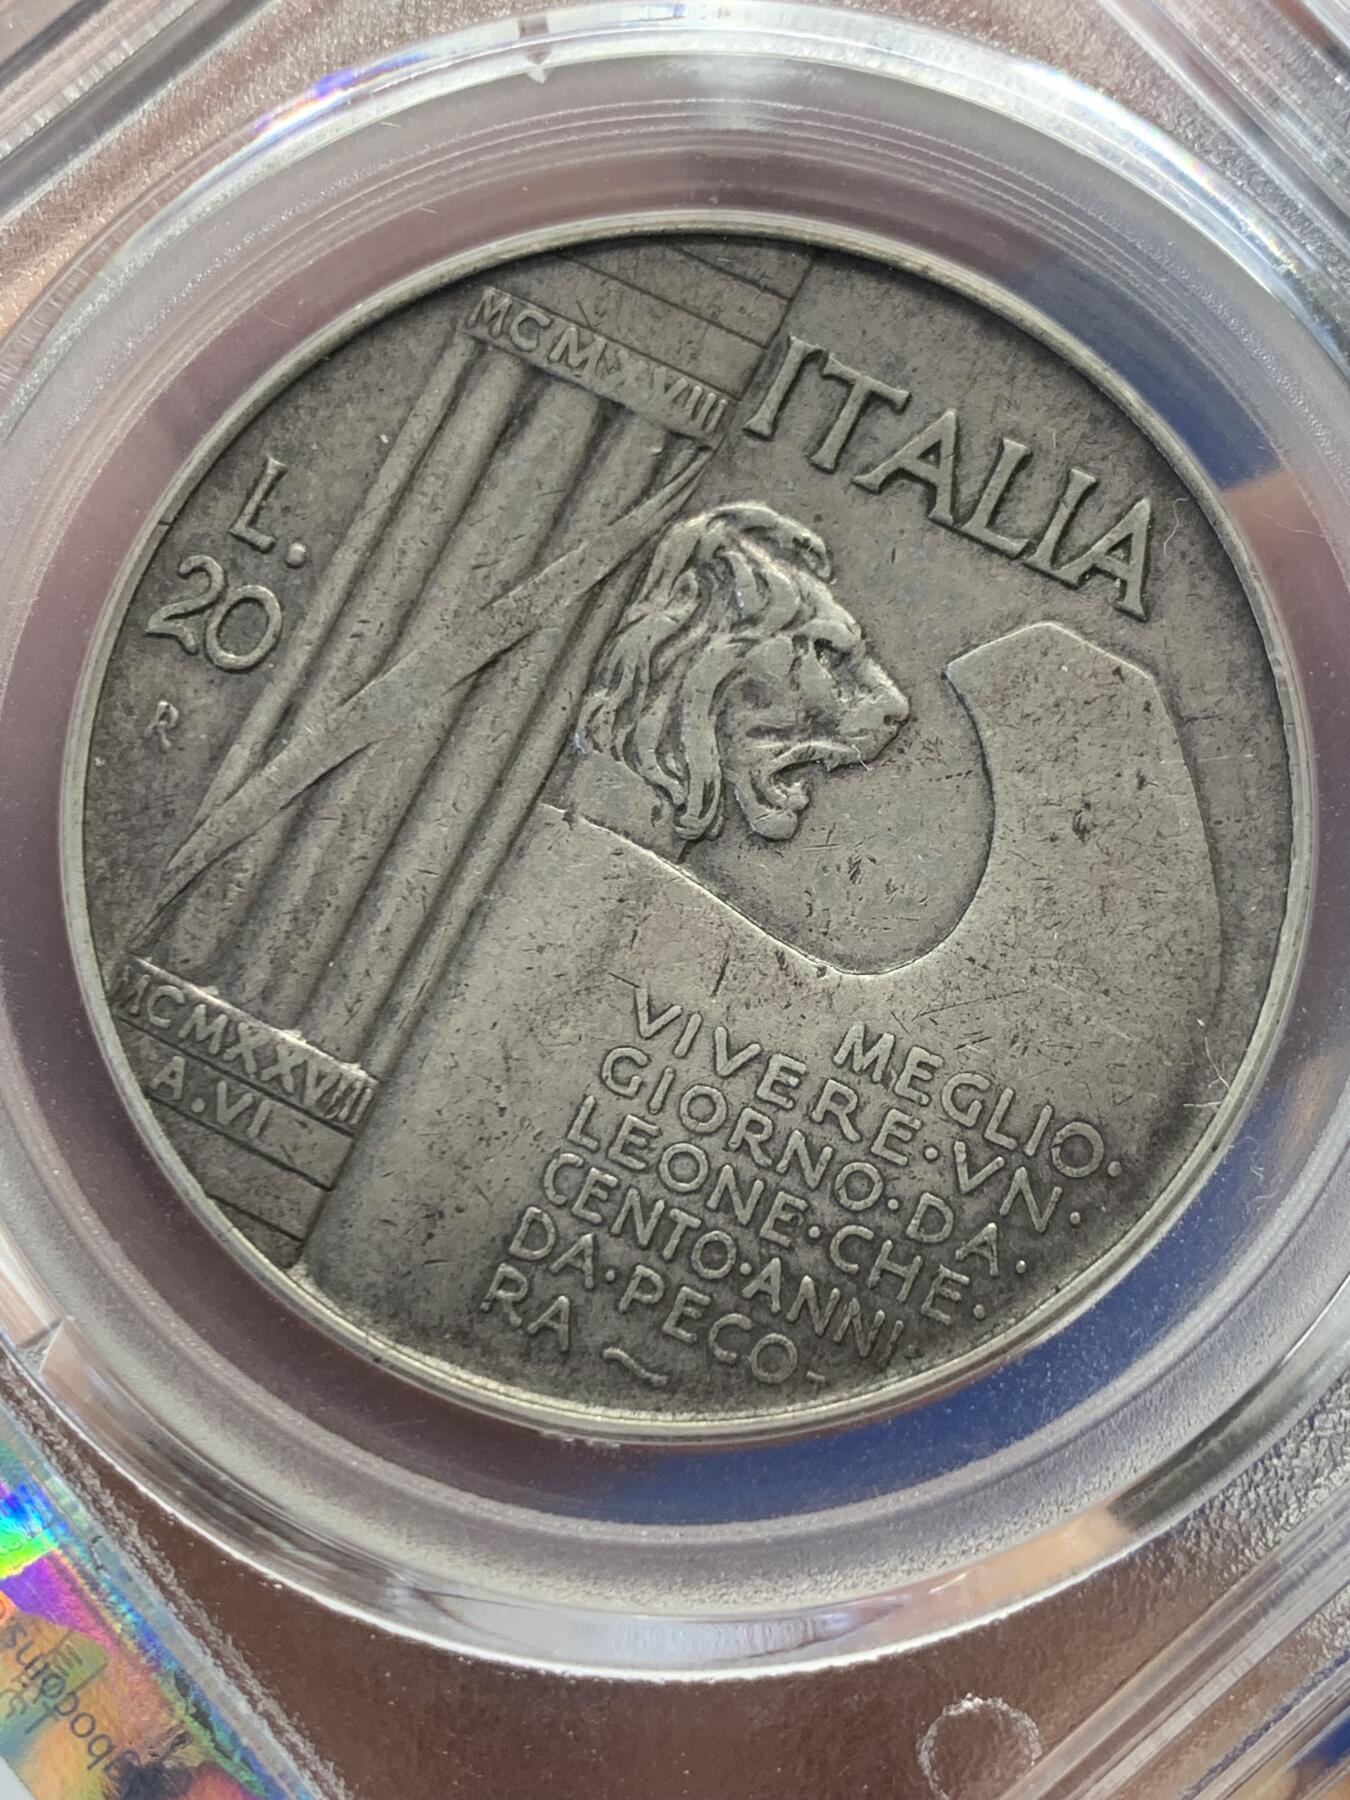 MCMXVIII
ITALIA
L.
20
R
MCMXXVIII
A.VI
MEGLIO.
VIVERE·VN.
GIORNO·DA.
LEONE·CHE.
CENTO·ANNI.
DA·PECO-
RA ~